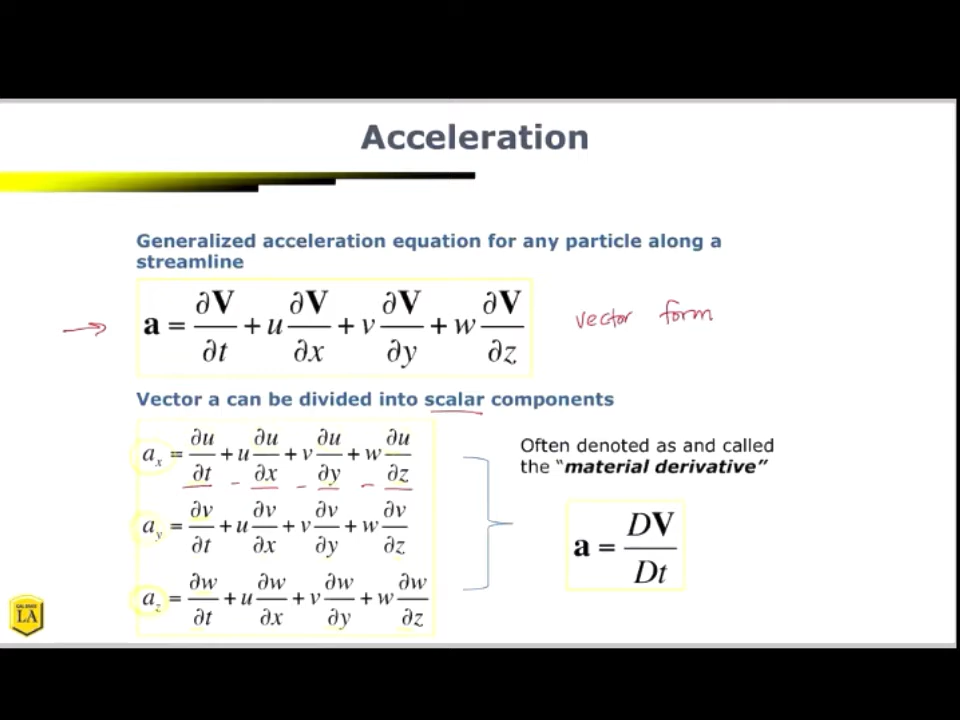 Acceleration
Generalized acceleration equation for any particle along a
streamline
a = ∂V/∂t + u ∂V/∂x + v ∂V/∂y + w ∂V/∂z
vector form
Vector a can be divided into scalar components
aₓ = ∂u/∂t + u ∂u/∂x + v ∂u/∂y + w ∂u/∂z
a_y = ∂v/∂t + u ∂v/∂x + v ∂v/∂y + w ∂v/∂z
a_z = ∂w/∂t + u ∂w/∂x + v ∂w/∂y + w ∂w/∂z
Often denoted as and called
the “material derivative”
a = DV/Dt
LA